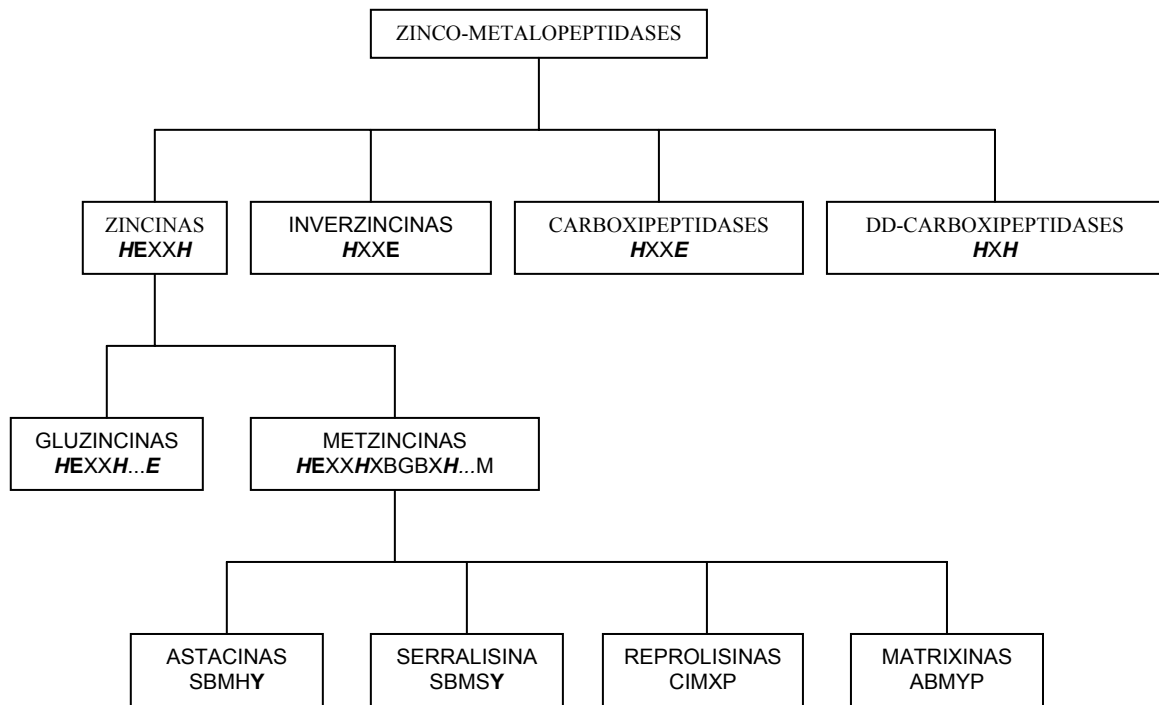 ZINCO-METALOPEPTIDASES
ZINCINAS
HEXXH
INVERZINCINAS
HXXE
CARBOXIPEPTIDASES
HXXE
DD-CARBOXIPEPTIDASES
HXH
GLUZINCINAS
HEXXH...E
METZINCINAS
HEXXHXBGBXH...M
ASTACINAS
SBMHY
SERRALISINA
SBMSY
REPROLISINAS
CIMXP
MATRIXINAS
ABMYP